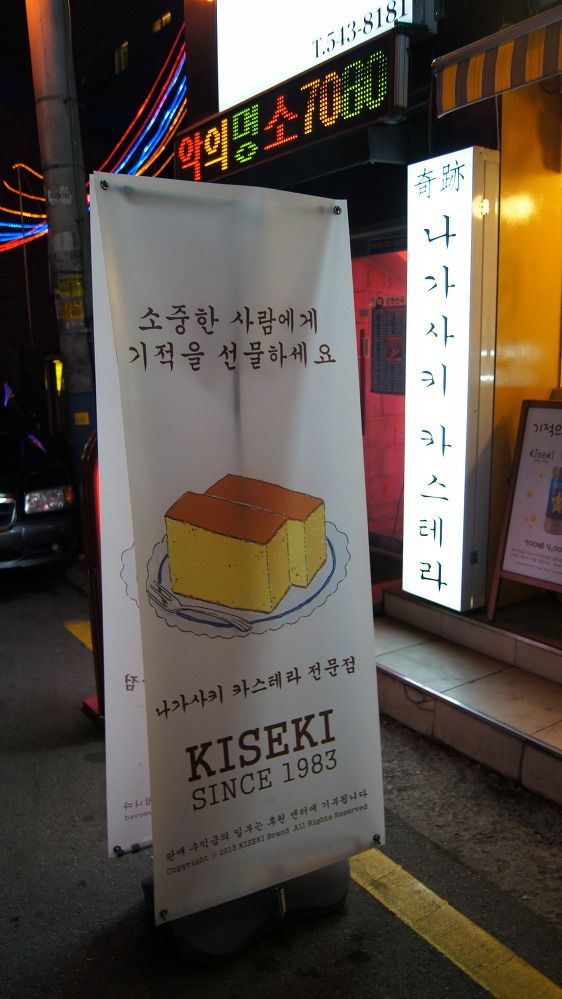 T.543-8181
악의명소7080
奇跡
나가사키 카스테라
소중한 사람에게
기적을 선물하세요
나가사키 카스테라 전문점
KISEKI
SINCE 1983
판매 수익금의 일부는 후원 센터에 기부됩니다
Copyright © 2013 KISEKI Brand All Rights Reserved
기적의
Kiseki
500ml 4,00